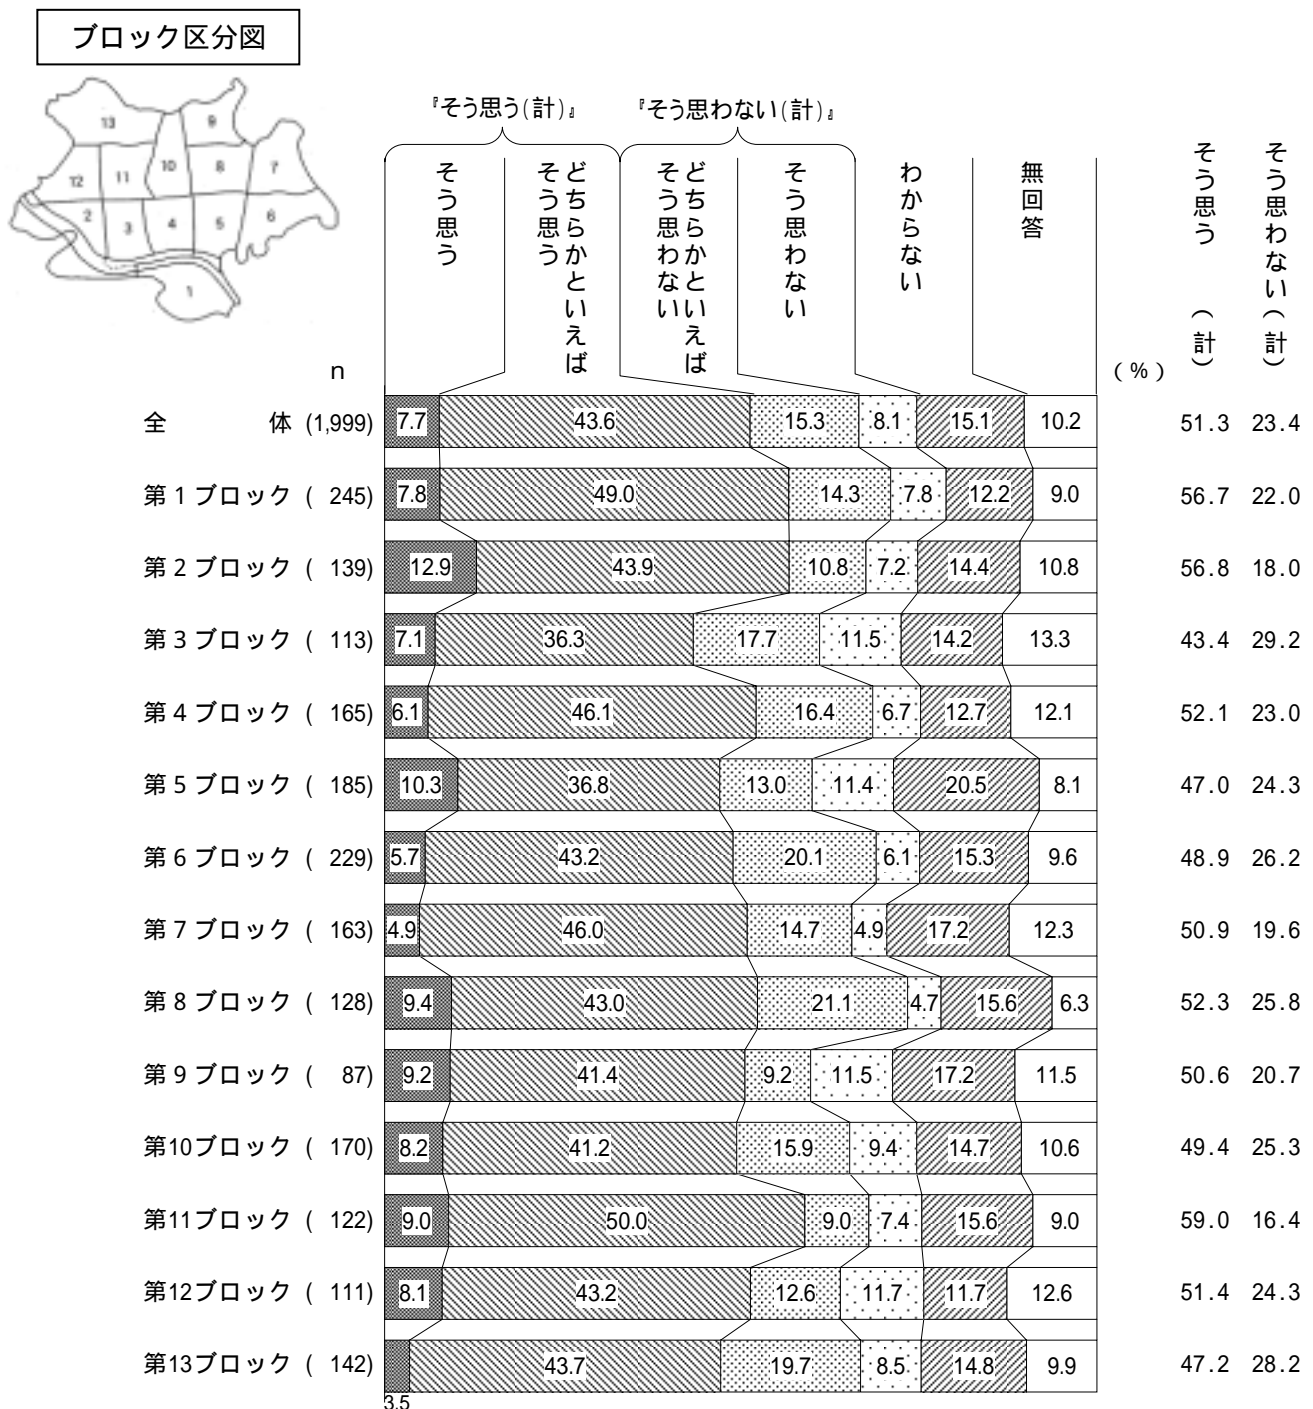 ブロック区分図
13
9
10
8
7
12
11
2
3
4
5
6
1
『そう思う(計)』
『そう思わない(計)』
そう思う
どちらかといえば
そう思う
どちらかといえば
そう思わない
そう思わない
わからない
無回答
そう思う(計)
そう思わない(計)
n
(%)
全体 (1,999) 7.7 43.6 15.3 8.1 15.1 10.2 51.3 23.4
第1ブロック ( 245) 7.8 49.0 14.3 7.8 12.2 9.0 56.7 22.0
第2ブロック ( 139) 12.9 43.9 10.8 7.2 14.4 10.8 56.8 18.0
第3ブロック ( 113) 7.1 36.3 17.7 11.5 14.2 13.3 43.4 29.2
第4ブロック ( 165) 6.1 46.1 16.4 6.7 12.7 12.1 52.1 23.0
第5ブロック ( 185) 10.3 36.8 13.0 11.4 20.5 8.1 47.0 24.3
第6ブロック ( 229) 5.7 43.2 20.1 6.1 15.3 9.6 48.9 26.2
第7ブロック ( 163) 4.9 46.0 14.7 4.9 17.2 12.3 50.9 19.6
第8ブロック ( 128) 9.4 43.0 21.1 4.7 15.6 6.3 52.3 25.8
第9ブロック ( 87) 9.2 41.4 9.2 11.5 17.2 11.5 50.6 20.7
第10ブロック ( 170) 8.2 41.2 15.9 9.4 14.7 10.6 49.4 25.3
第11ブロック ( 122) 9.0 50.0 9.0 7.4 15.6 9.0 59.0 16.4
第12ブロック ( 111) 8.1 43.2 12.6 11.7 11.7 12.6 51.4 24.3
第13ブロック ( 142) 43.7 19.7 8.5 14.8 9.9 47.2 28.2
3.5